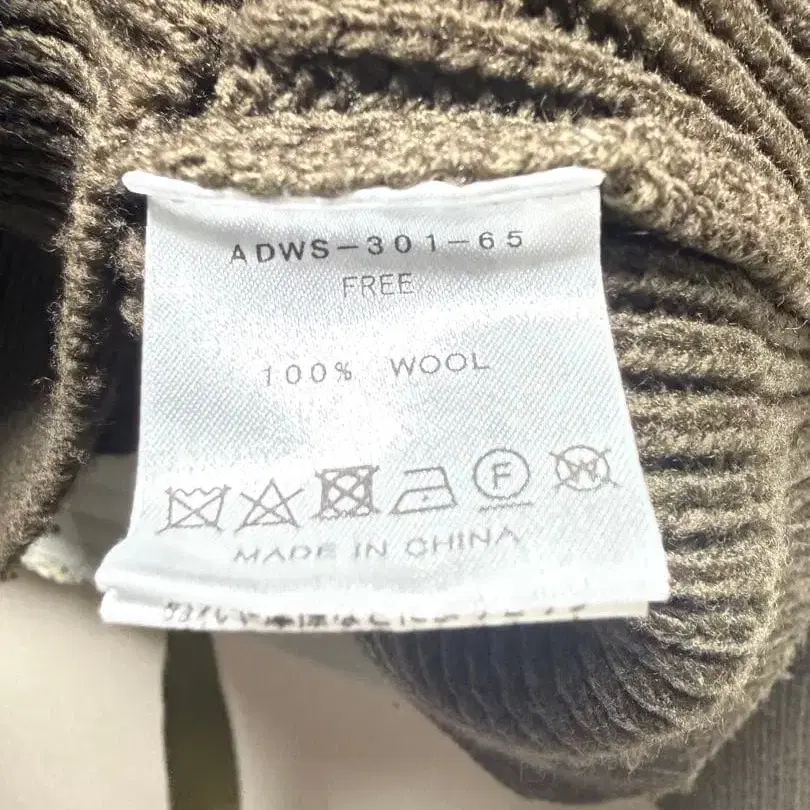 ADWS-301-65
FREE
100% WOOL
F W
MADE IN CHINA